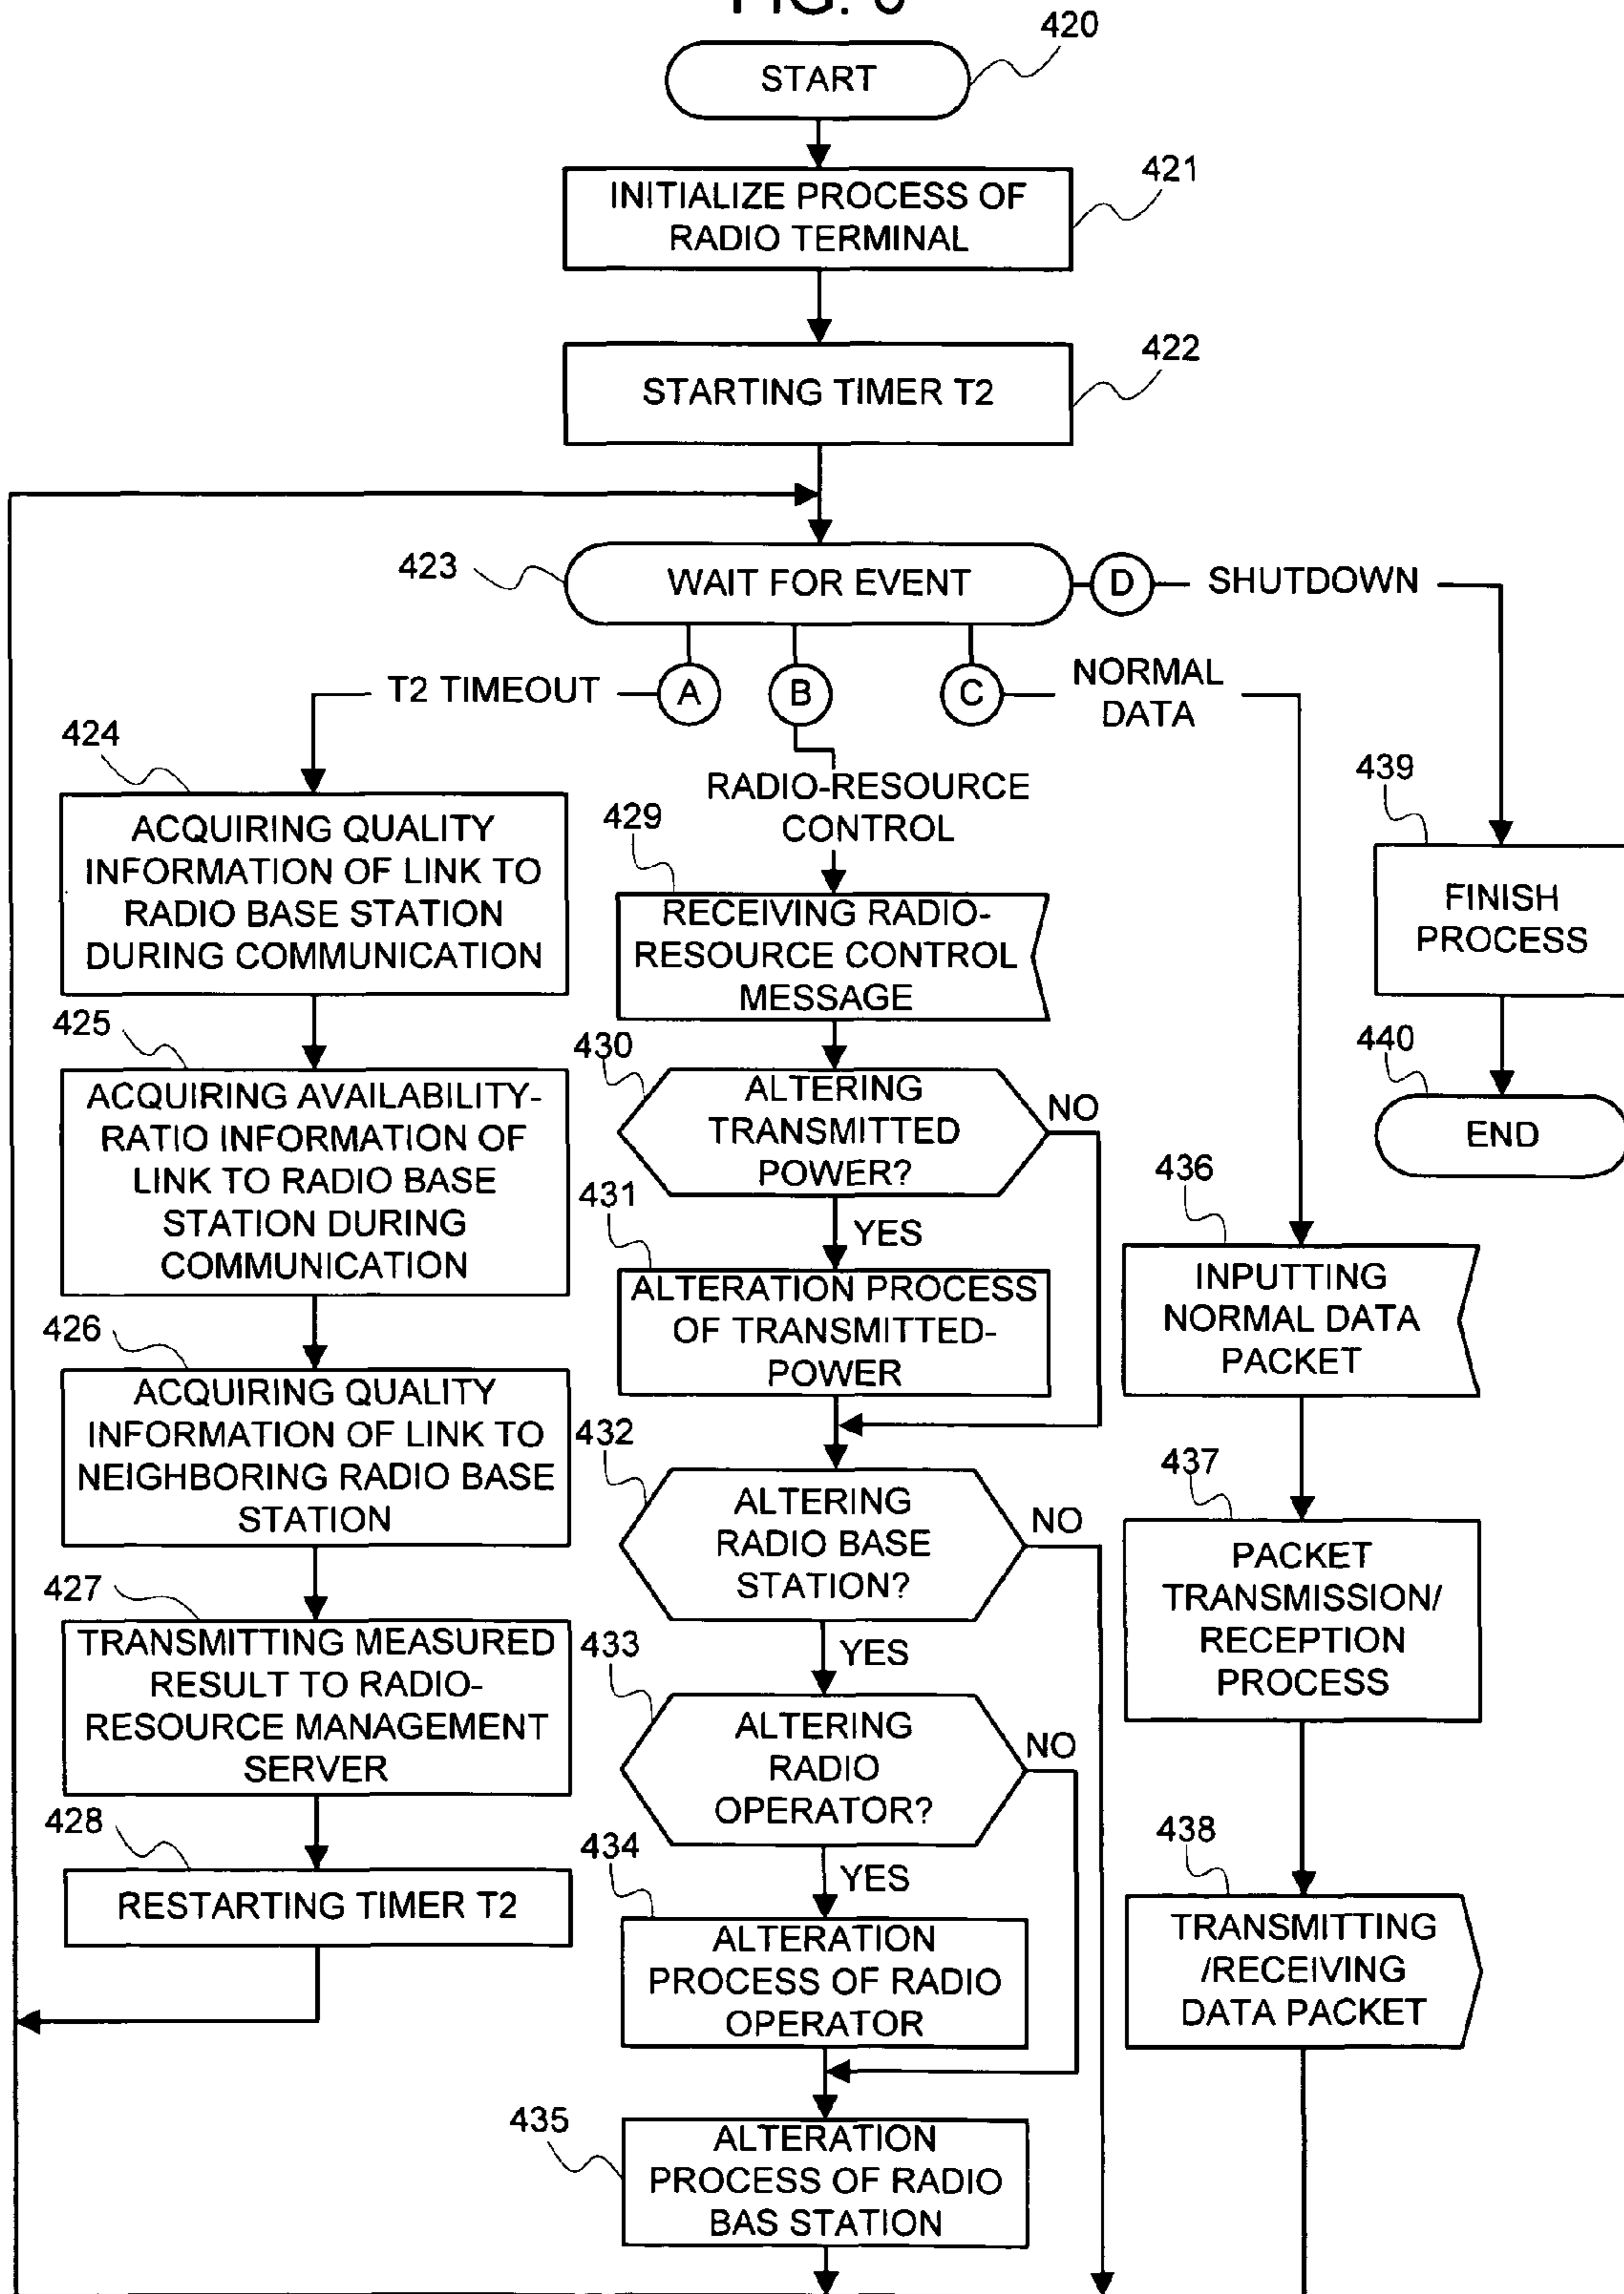 420
START
421
INITIALIZE PROCESS OF
RADIO TERMINAL
422
STARTING TIMER T2
423
WAIT FOR EVENT
D
SHUTDOWN
T2 TIMEOUT
A
B
C
NORMAL
DATA
RADIO-RESOURCE
CONTROL
424
ACQUIRING QUALITY
INFORMATION OF LINK TO
RADIO BASE STATION
DURING COMMUNICATION
425
ACQUIRING AVAILABILITY-
RATIO INFORMATION OF
LINK TO RADIO BASE
STATION DURING
COMMUNICATION
426
ACQUIRING QUALITY
INFORMATION OF LINK TO
NEIGHBORING RADIO BASE
STATION
427
TRANSMITTING MEASURED
RESULT TO RADIO-
RESOURCE MANAGEMENT
SERVER
428
RESTARTING TIMER T2
429
RECEIVING RADIO-
RESOURCE CONTROL
MESSAGE
430
ALTERING
TRANSMITTED
POWER?
NO
YES
431
ALTERATION PROCESS
OF TRANSMITTED-
POWER
432
ALTERING
RADIO BASE
STATION?
NO
YES
433
ALTERING
RADIO
OPERATOR?
NO
YES
434
ALTERATION
PROCESS OF RADIO
OPERATOR
435
ALTERATION
PROCESS OF RADIO
BAS STATION
436
INPUTTING
NORMAL DATA
PACKET
437
PACKET
TRANSMISSION/
RECEPTION
PROCESS
438
TRANSMITTING
/RECEIVING
DATA PACKET
439
FINISH
PROCESS
440
END